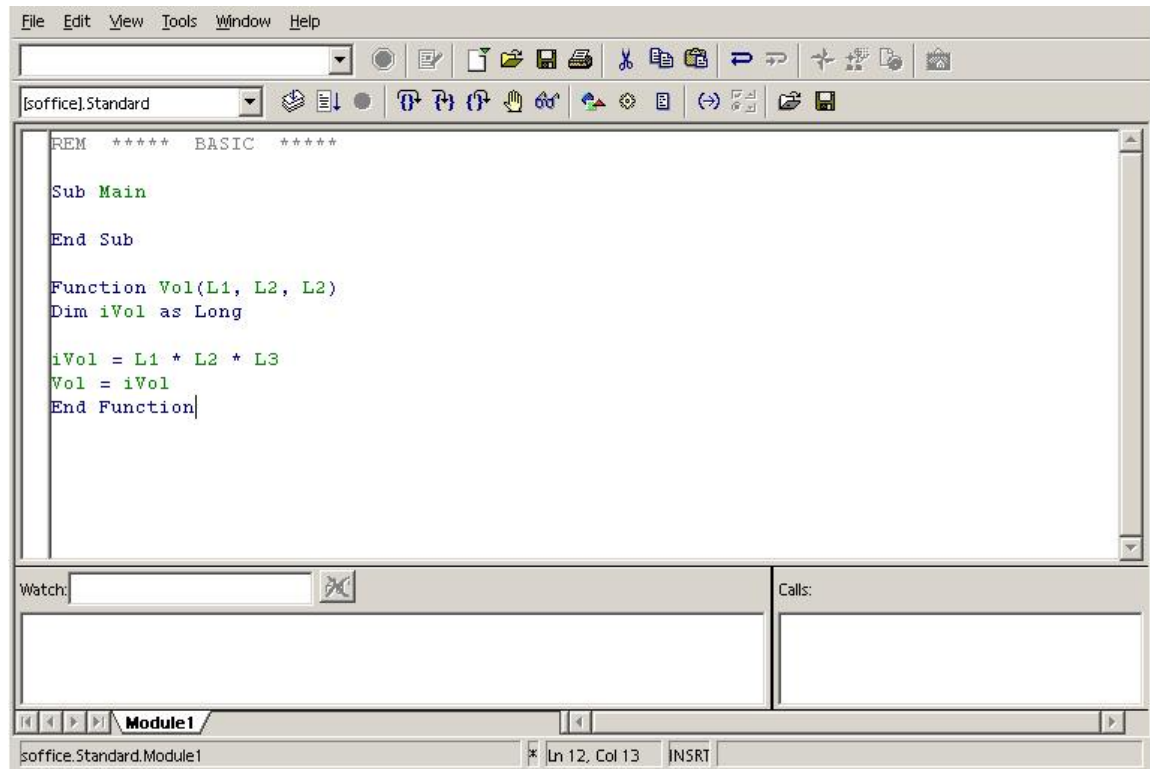 File Edit View Tools Window Help
[soffice].Standard
REM ***** BASIC *****
Sub Main
End Sub
Function Vol(L1, L2, L2)
Dim iVol as Long
iVol = L1 * L2 * L3
Vol = iVol
End Function
Watch:
Calls:
Module1
soffice.Standard.Module1 * Ln 12, Col 13 INSRT